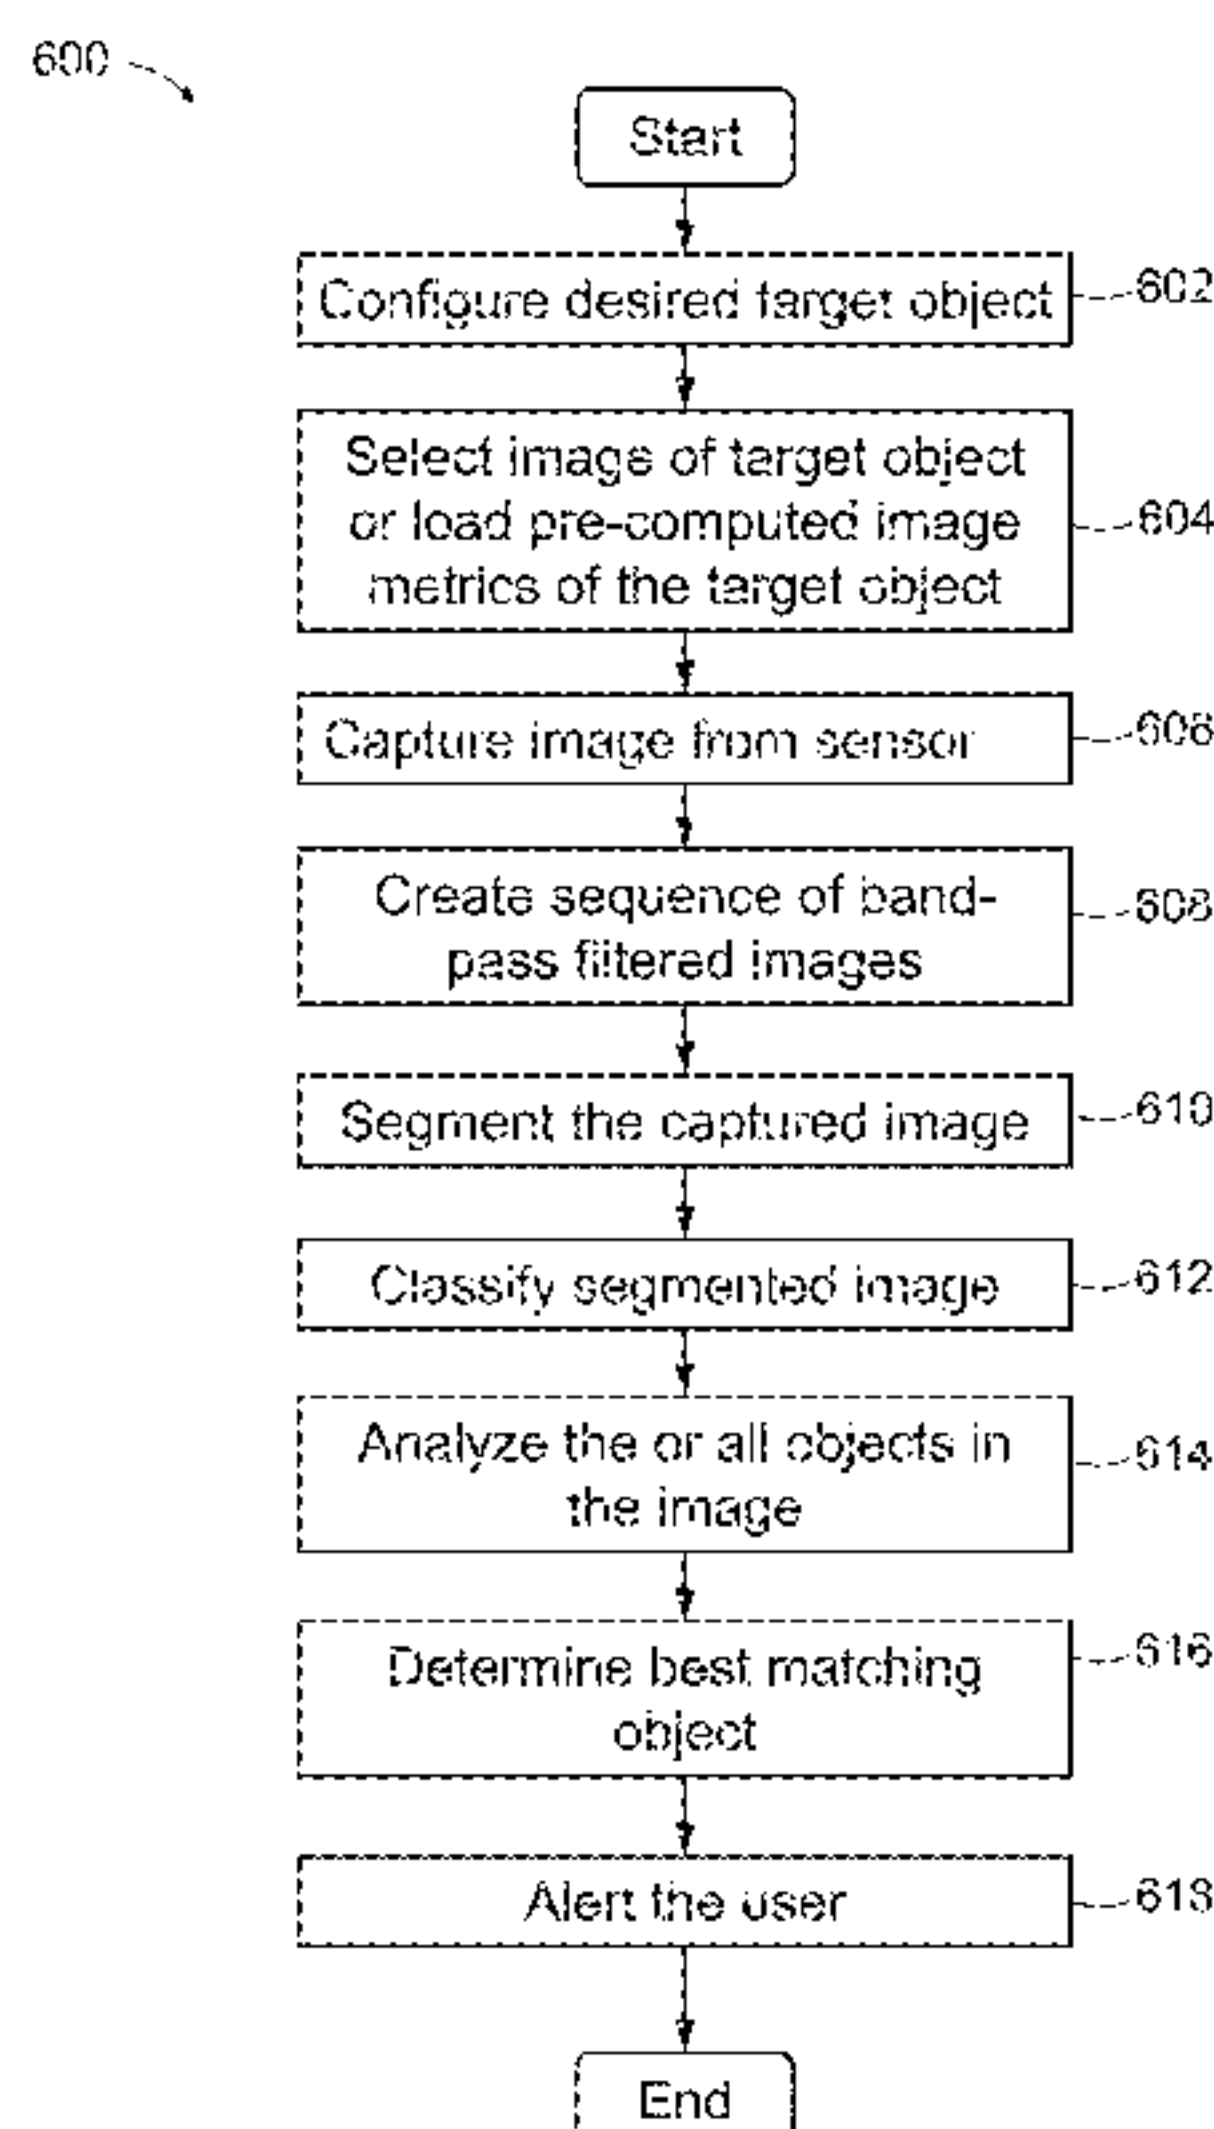 600
Start
Configure desired target object
602
Select image of target object
or load pre-computed image
metrics of the target object
604
Capture image from sensor
606
Create sequence of band-
pass filtered images
608
Segment the captured image
610
Classify segmented image
612
Analyze the or all objects in
the image
614
Determine best matching
object
616
Alert the user
618
End